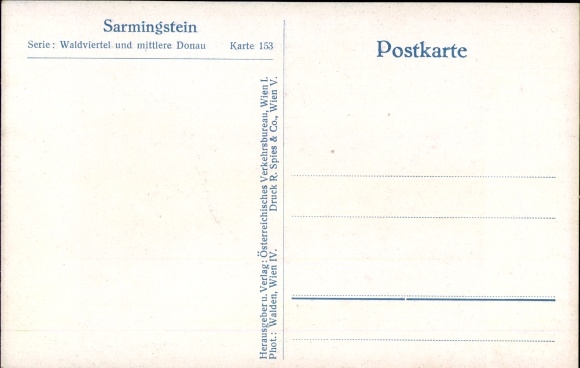 Sarmingstein
Serie: Waldviertel und mittlere Donau Karte 153
Postkarte
Herausgeber u. Verlag: Österreichisches Verkehrsbureau, Wien I.
Phot.: Walden, Wien IV. Druck R. Spies & Co., Wien V.